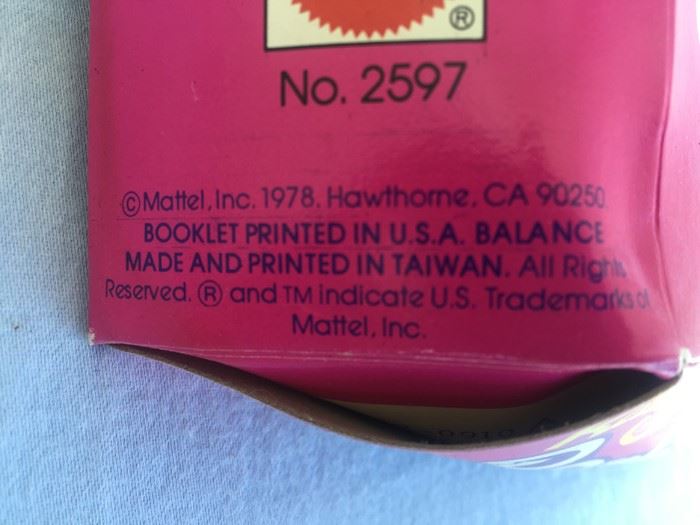 ®
No. 2597
© Mattel, Inc. 1978. Hawthorne, CA 90250
BOOKLET PRINTED IN U.S.A. BALANCE
MADE AND PRINTED IN TAIWAN. All Rights
Reserved. ® and TM indicate U.S. Trademarks of
Mattel, Inc.